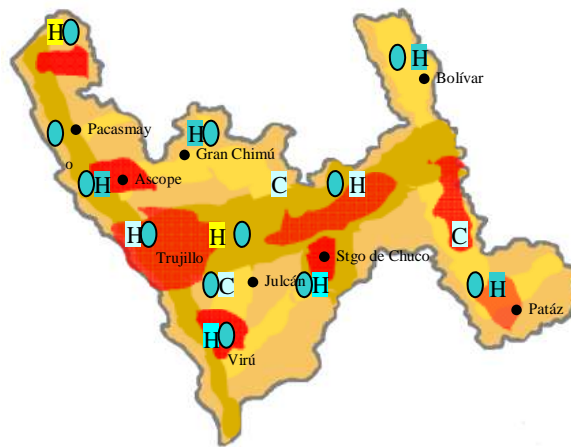 H
H
Bolívar
Pacasmay
o
H
Gran Chimú
H
Ascope
C
H
H
Trujillo
H
C
Stgo de Chuco
C
Julcán
H
H
Patáz
H
Virú